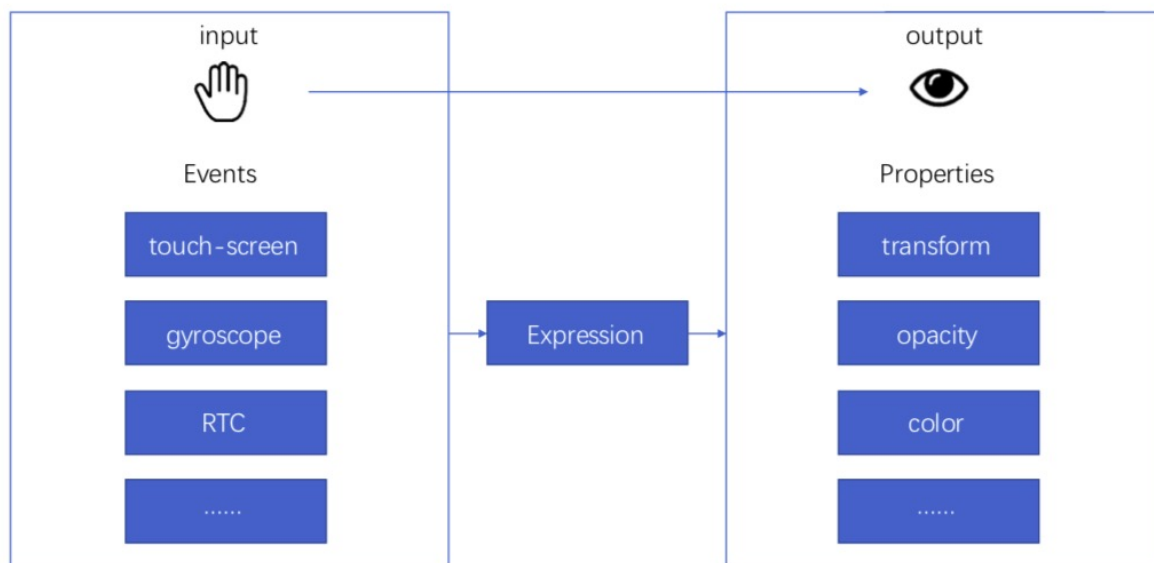 input
output
Events
Properties
touch-screen
transform
gyroscope
Expression
opacity
RTC
color
......
......